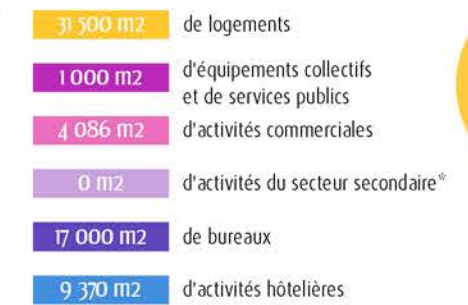 31 500 m2 de logements
1 000 m2 d'équipements collectifs
et de services publics
4 086 m2 d'activités commerciales
0 m2 d'activités du secteur secondaire*
17 000 m2 de bureaux
9 370 m2 d'activités hôtelières